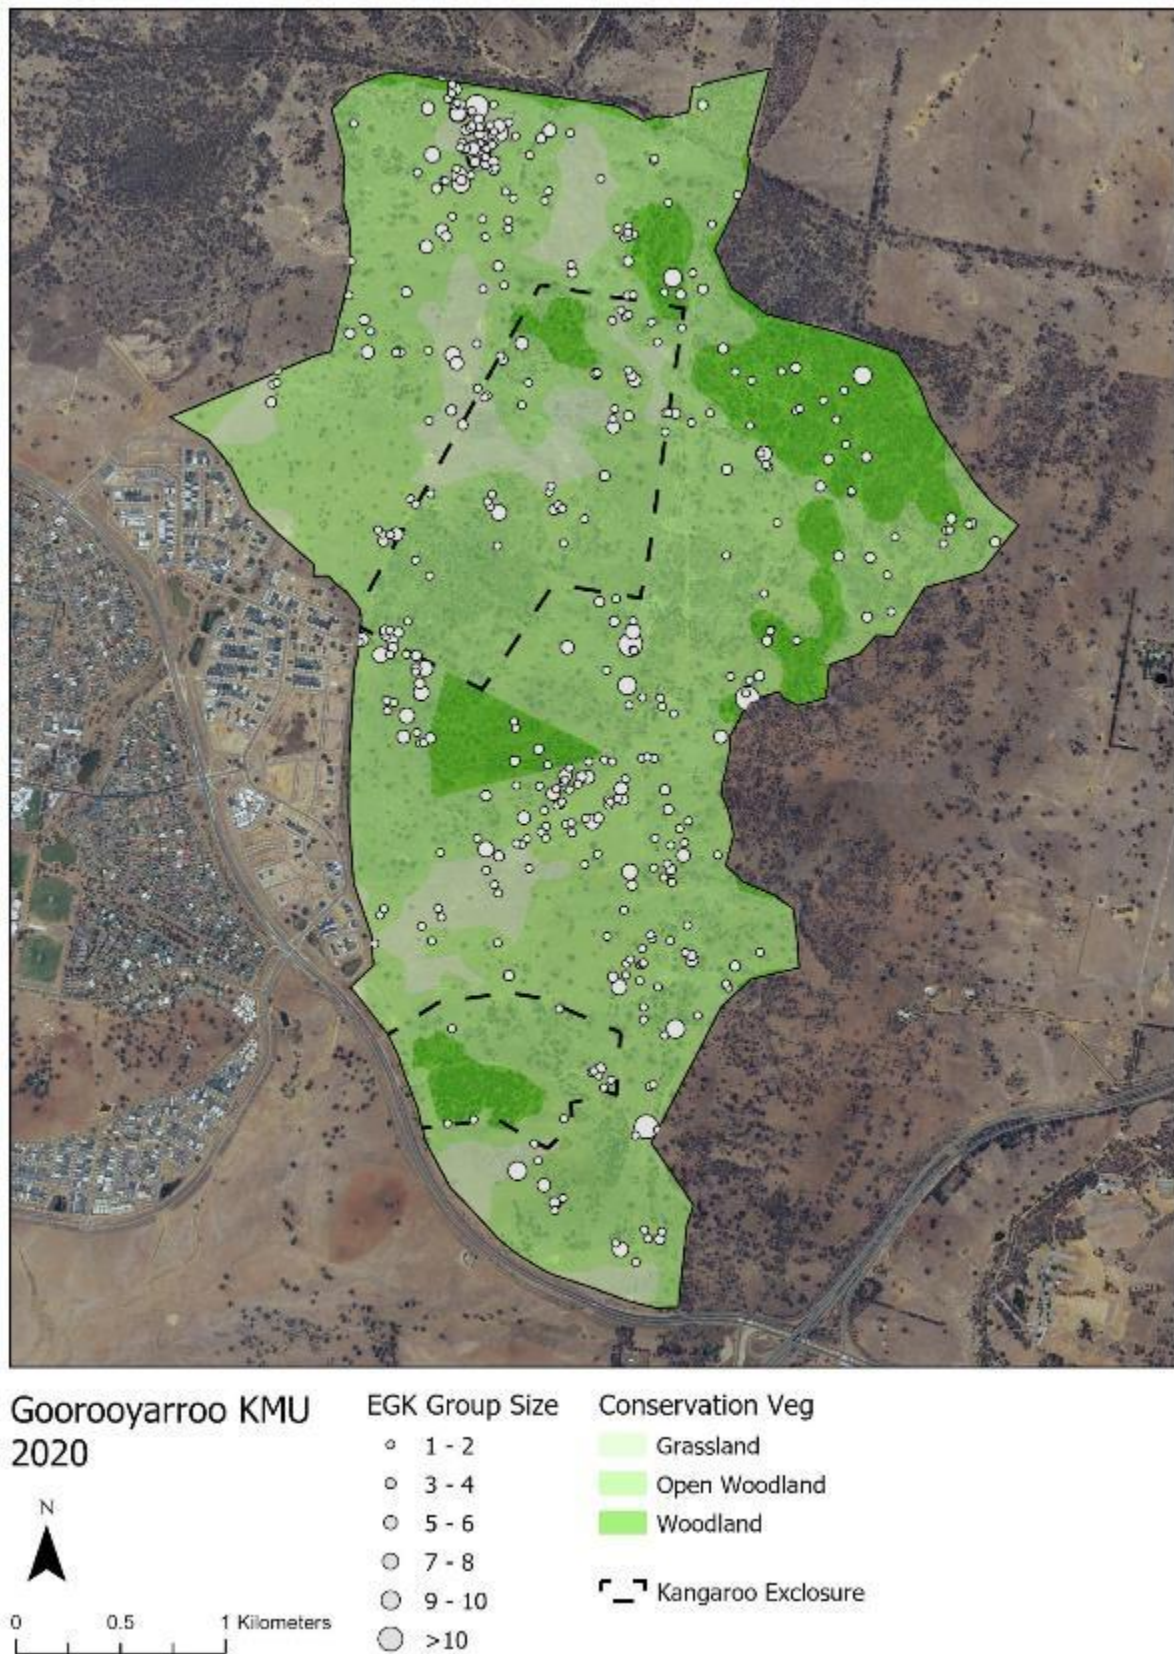 Goorooyarroo KMU
2020
N
0 0.5 1 Kilometers
EGK Group Size
1 - 2
3 - 4
5 - 6
7 - 8
9 - 10
>10
Conservation Veg
Grassland
Open Woodland
Woodland
Kangaroo Exclosure